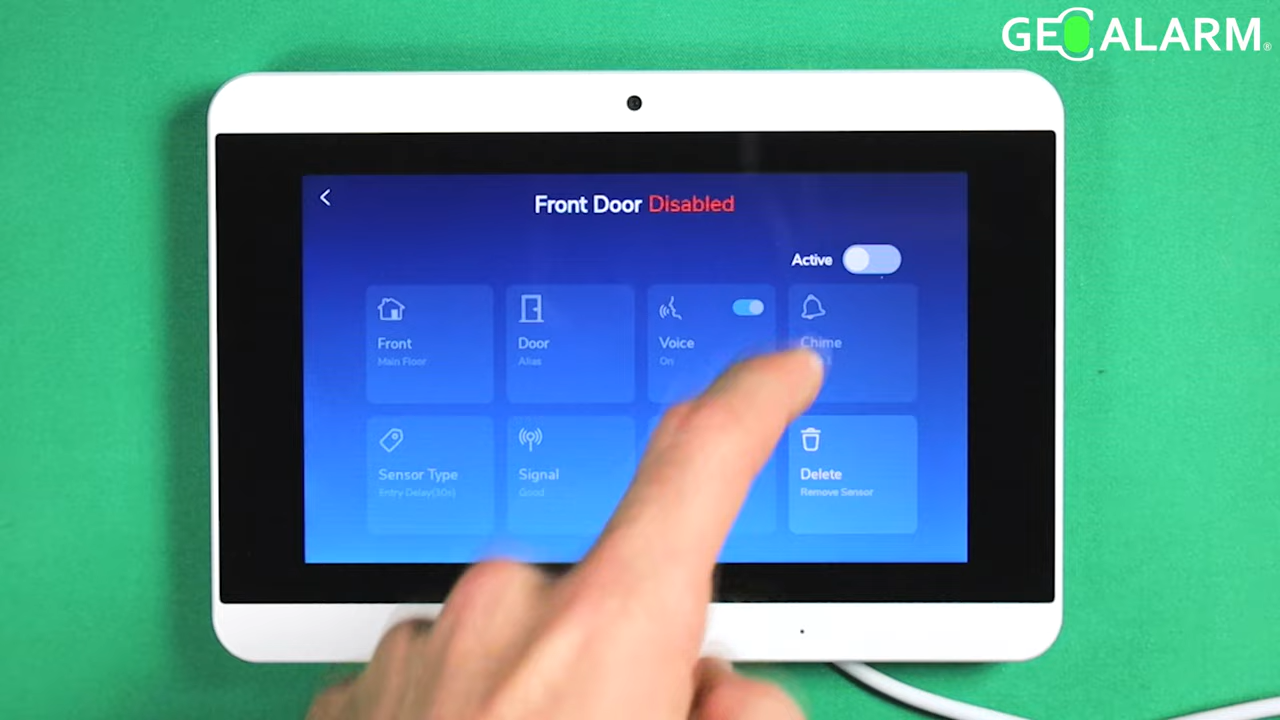 GEOALARM®
Front Door Disabled
Active
Front
Main Floor
Door
Alias
Voice
On
Chime
1
Sensor Type
Entry Delay(30s)
Signal
Good
Delete
Remove Sensor